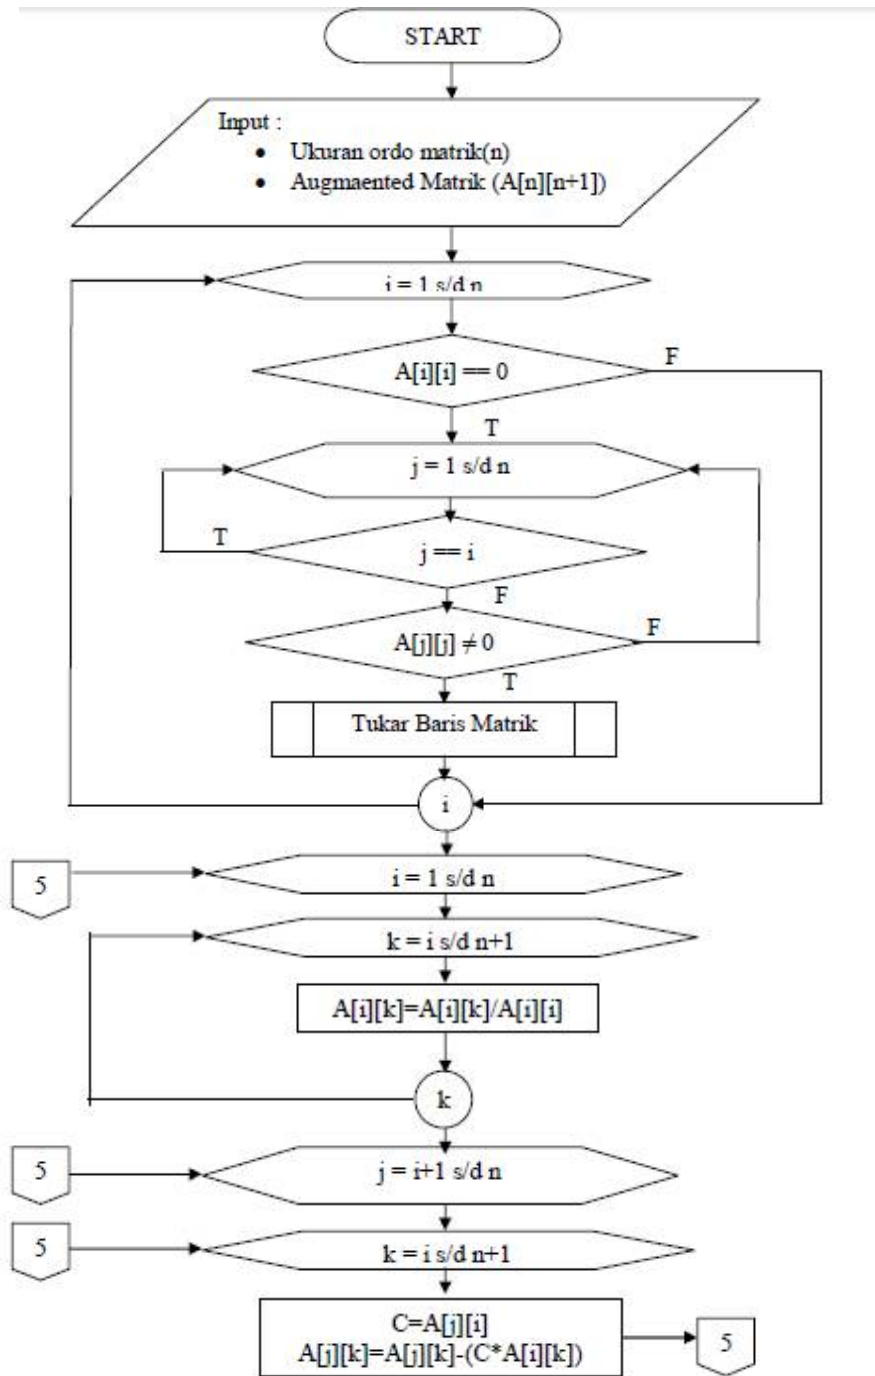 START
Input :
• Ukuran ordo matrik(n)
• Augmaented Matrik (A[n][n+1])
i = 1 s/d n
A[i][i] == 0
F
T
j = 1 s/d n
T
j == i
F
A[j][j] ≠ 0
F
T
Tukar Baris Matrik
i
5
i = 1 s/d n
k = i s/d n+1
A[i][k]=A[i][k]/A[i][i]
k
5
j = i+1 s/d n
5
k = i s/d n+1
C=A[j][i]
A[j][k]=A[j][k]-(C*A[i][k])
5